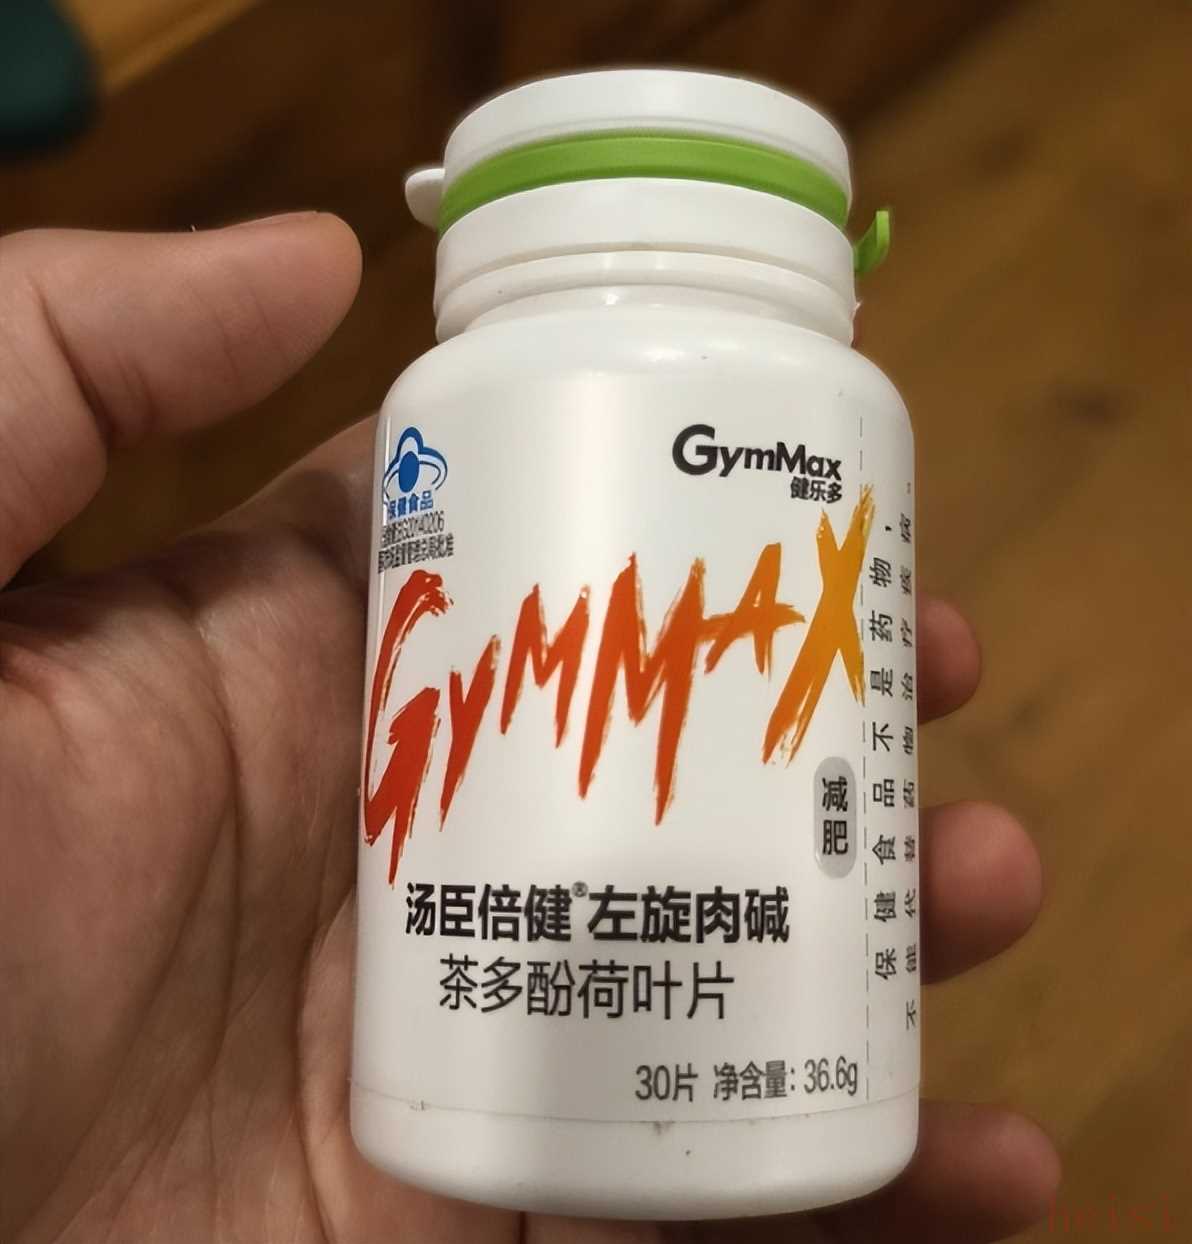 GymMax
健乐多
保健食品
GYMMAX
减肥
汤臣倍健®左旋肉碱
茶多酚荷叶片
30片 净含量:36.6g
保健食品不是药物，
不能代替药物治疗疾病。
heisi